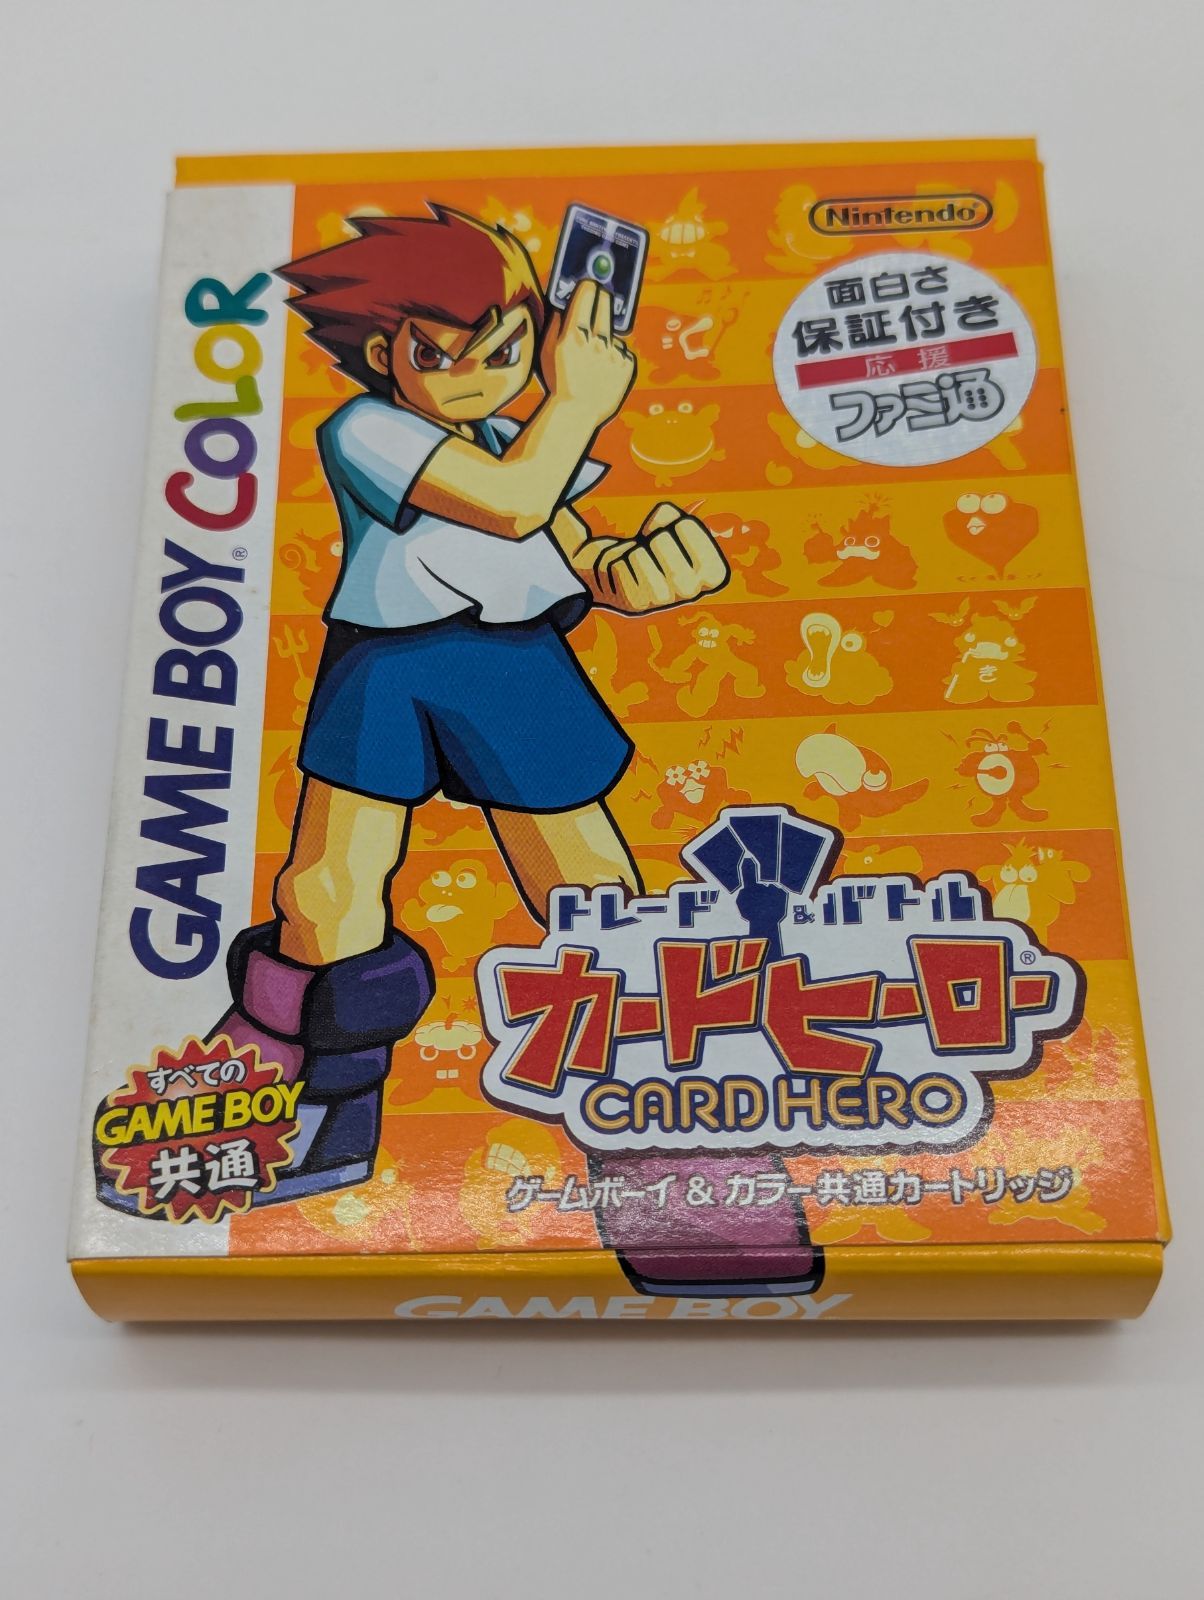 Nintendo®
面白さ
保証付き
応援
ファミ通
GAME BOY® COLOR
トレード&バトル
カードヒーロー®
CARD HERO
すべての
GAME BOY
共通
ゲームボーイ & カラー共通カートリッジ
GAME BOY